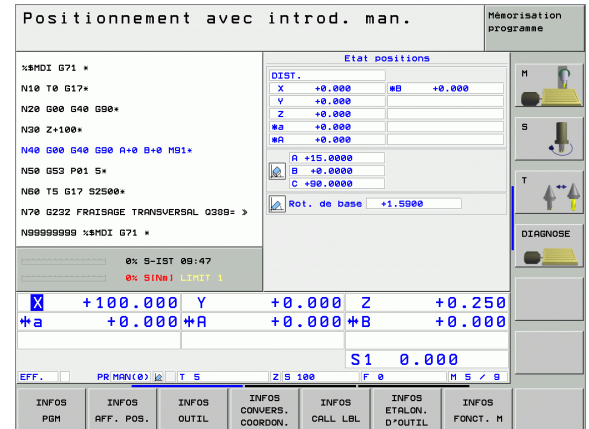 Positionnement avec introd. man.
Mémorisation
programme
%$MDI G71 *
N10 T0 G17*
N20 G00 G40 G90*
N30 Z+100*
N40 G00 G40 G90 A+0 B+0 M91*
N50 G53 P01 5*
N60 T5 G17 S2500*
N70 G232 FRAISAGE TRANSVERSAL Q389= »
N99999999 %$MDI G71 *
Etat positions
DIST.
X +0.000 *B +0.000
Y +0.000
Z +0.000
*a +0.000
*A +0.000
A +15.0000
B +0.0000
C +90.0000
Rot. de base +1.5900
0% S-IST 09:47
0% S[Nm] LIMIT 1
X +100.000 Y +0.000 Z +0.250
*a +0.000 *A +0.000 *B +0.000
S1 0.000
EFF. PR MAN(0) T 5 Z S 100 F 0 M 5 / 9
M
S
T
DIAGNOSE
INFOS
PGM
INFOS
AFF. POS.
INFOS
OUTIL
INFOS
CONVERS.
COORDON.
INFOS
CALL LBL
INFOS
ETALON.
D'OUTIL
INFOS
FONCT. M